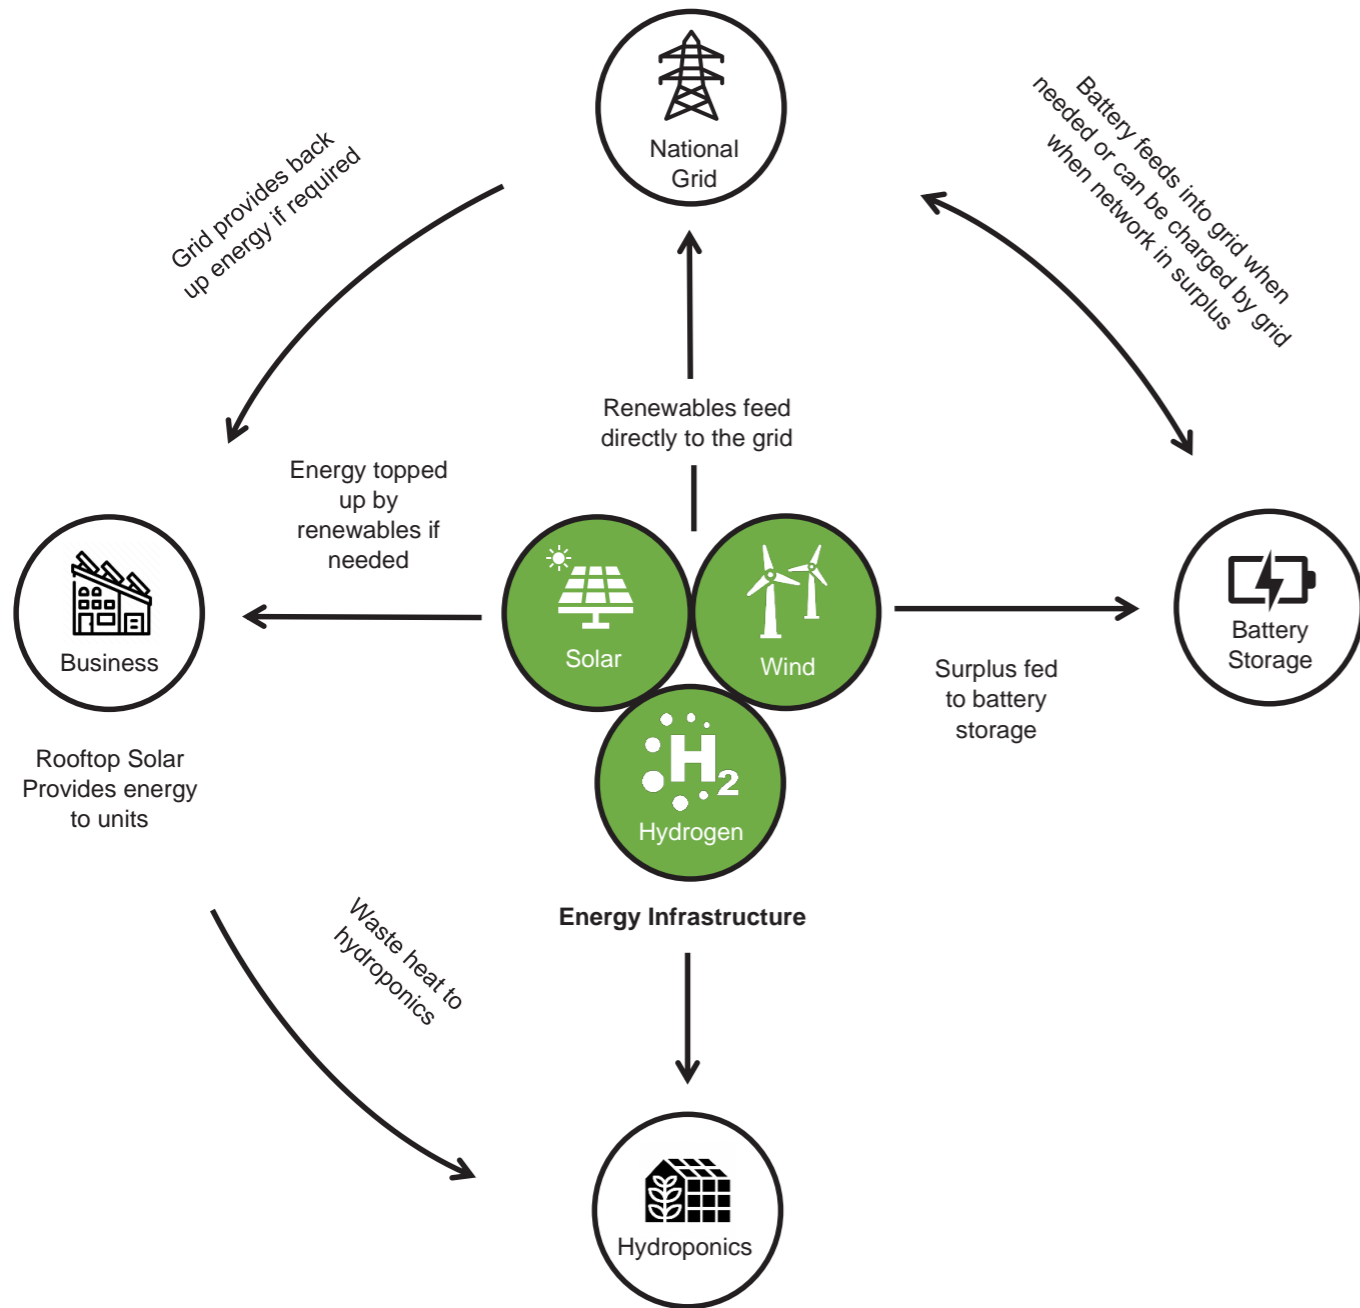 National
Grid
Grid provides back
up energy if required
Battery feeds into grid when
needed or can be charged by grid
when network in surplus
Renewables feed
directly to the grid
Energy topped
up by
renewables if
needed
Business
Solar
Wind
H2
Hydrogen
Surplus fed
to battery
storage
Battery
Storage
Rooftop Solar
Provides energy
to units
Energy Infrastructure
Waste heat to
hydroponics
Hydroponics